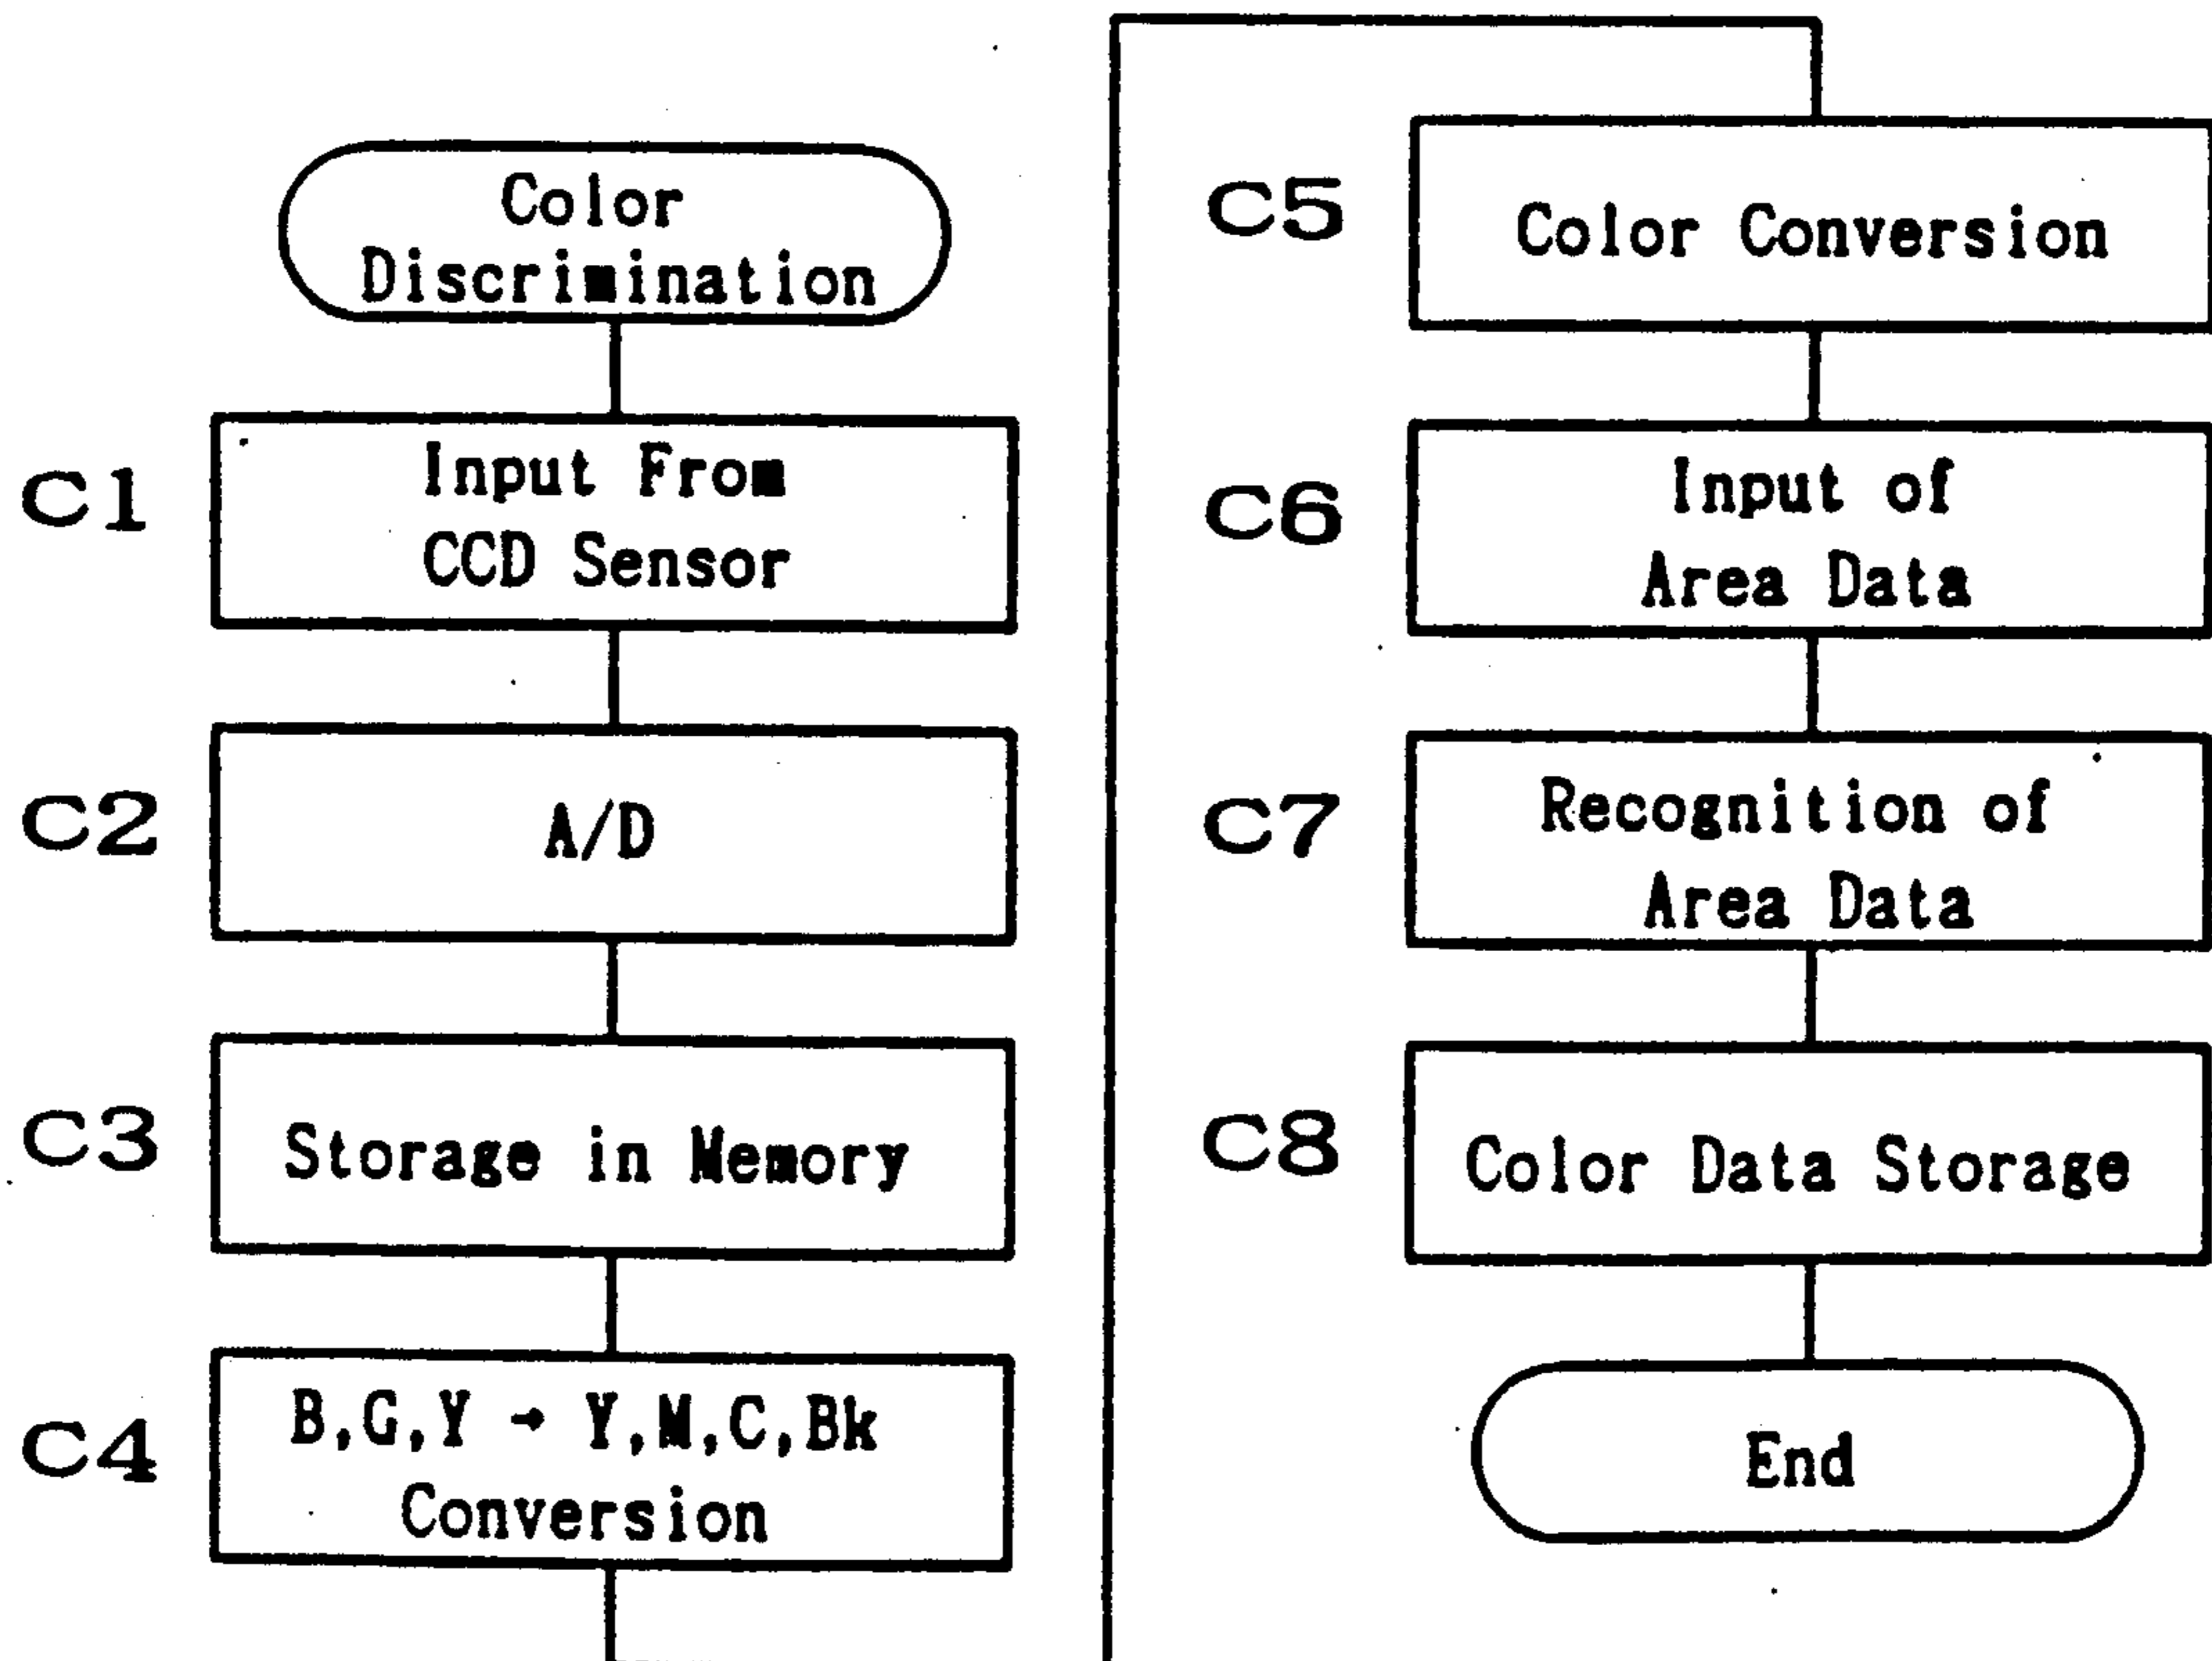 Color
Discrimination
C1
Input From
CCD Sensor
C2
A/D
C3
Storage in Memory
C4
B,G,Y → Y,M,C,Bk
Conversion
C5
Color Conversion
C6
Input of
Area Data
C7
Recognition of
Area Data
C8
Color Data Storage
End